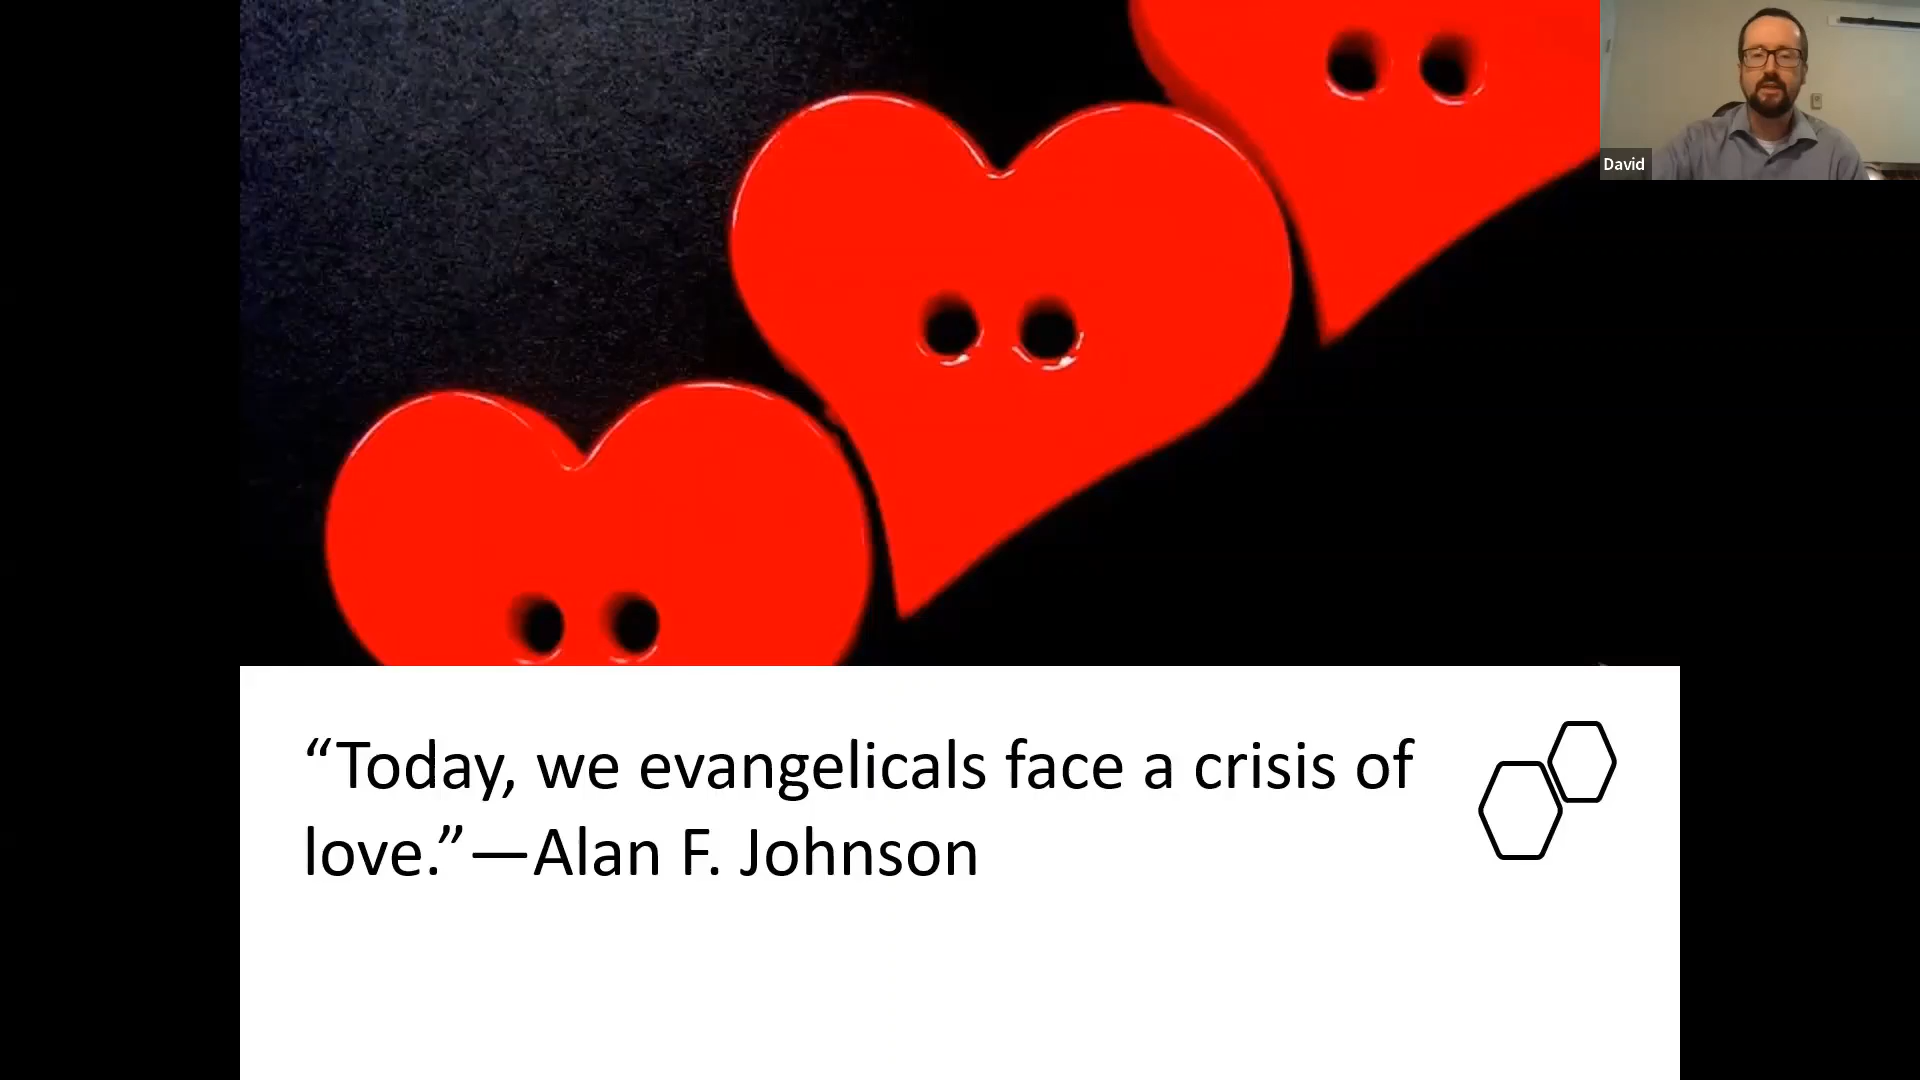 David
“Today, we evangelicals face a crisis of
love.”—Alan F. Johnson